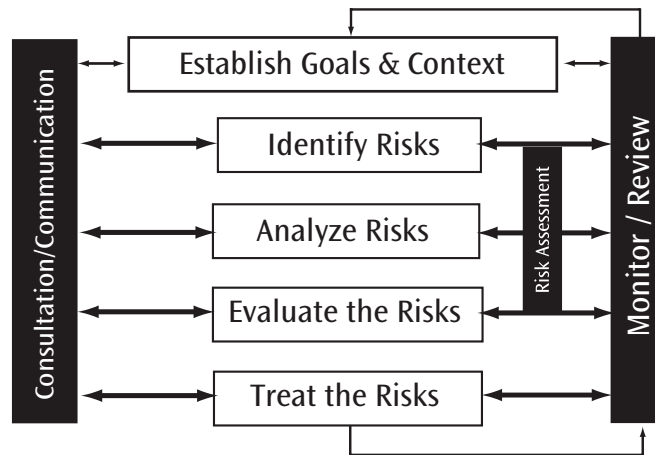 Establish Goals & Context
Consultation/Communication
Identify Risks
Risk Assessment
Monitor / Review
Analyze Risks
Evaluate the Risks
Treat the Risks